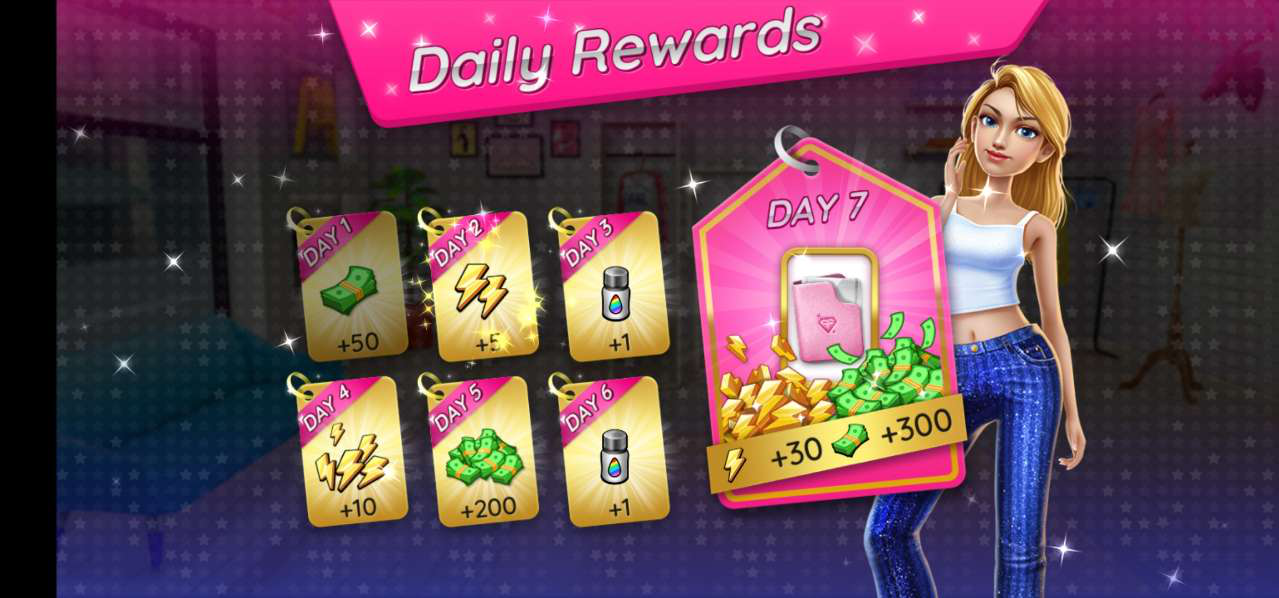 Daily Rewards
DAY 1
+50
DAY 2
+5
DAY 3
+1
DAY 4
+10
DAY 5
+200
DAY 6
+1
DAY 7
+30 +300